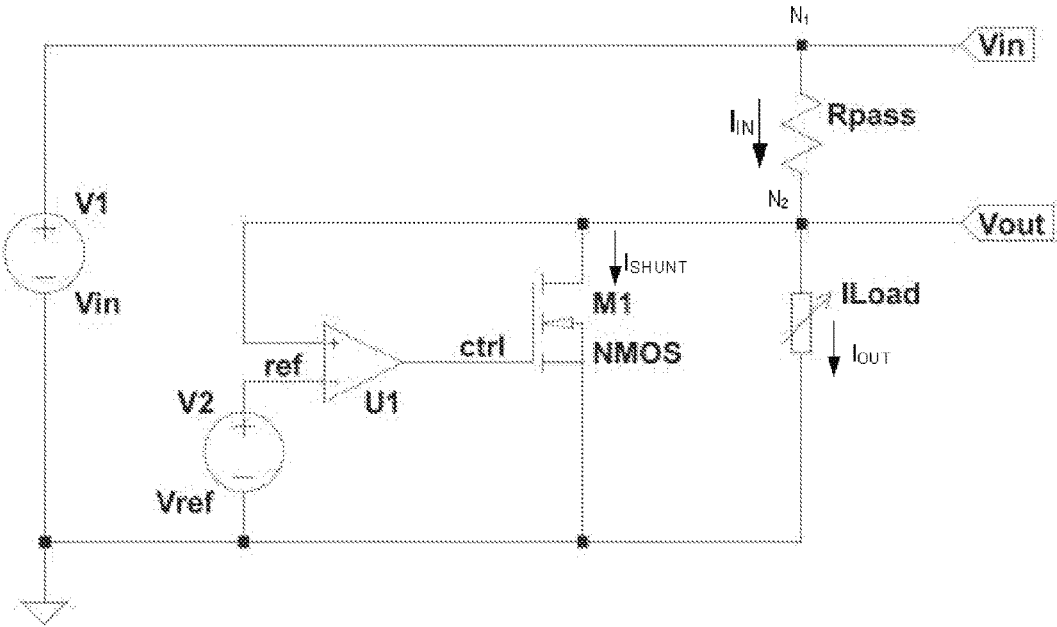 N₁
Vin
Rpass
IIN
N₂
V1
Vout
ISHUNT
ILoad
Vin
M1
ctrl
NMOS
ref
IOUT
V2
U1
Vref